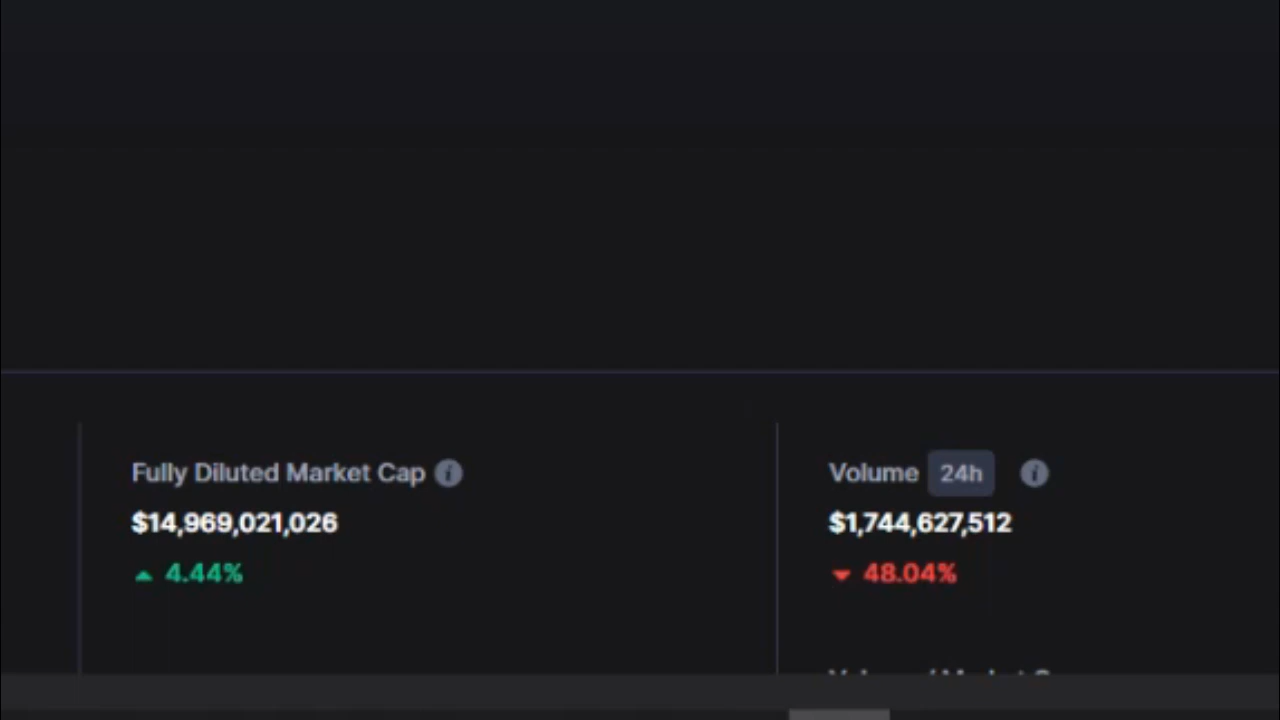 Fully Diluted Market Cap
$14,969,021,026
4.44%
Volume 24h
$1,744,627,512
48.04%